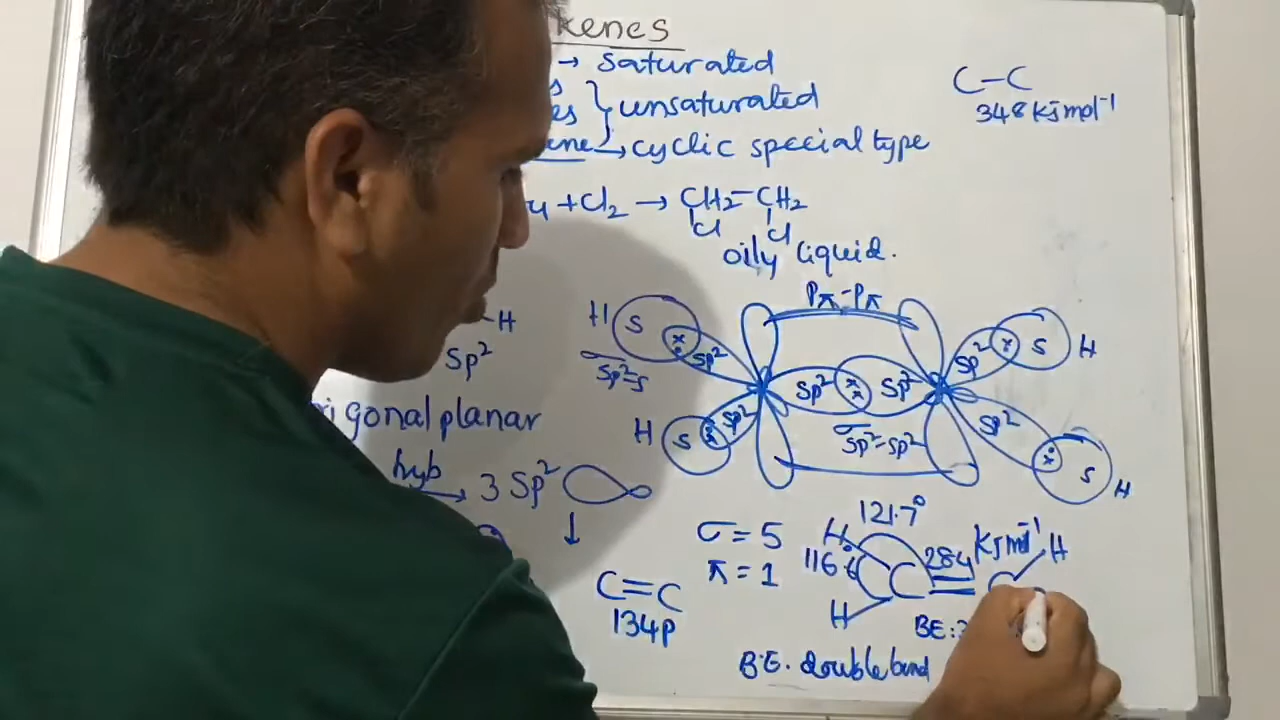 kenes
→ saturated
C–C
348 KJ mol⁻¹
es } unsaturated
ene → cyclic special type
+ Cl2 → CH2–CH2
Cl Cl
oily liquid.
Pπ-Pπ
H S sp² sp² S H
–H
Sp²
σ sp²-s
sp² sp²
H S sp² sp² S H
σ sp²-sp²
rigonal planar
hyb
→ 3 Sp²
↓
σ = 5
π = 1
121.7°
H 284 KJ mol⁻¹ H
116.6°
C=C
134p
C=C
H
BE:
B.E. double bond